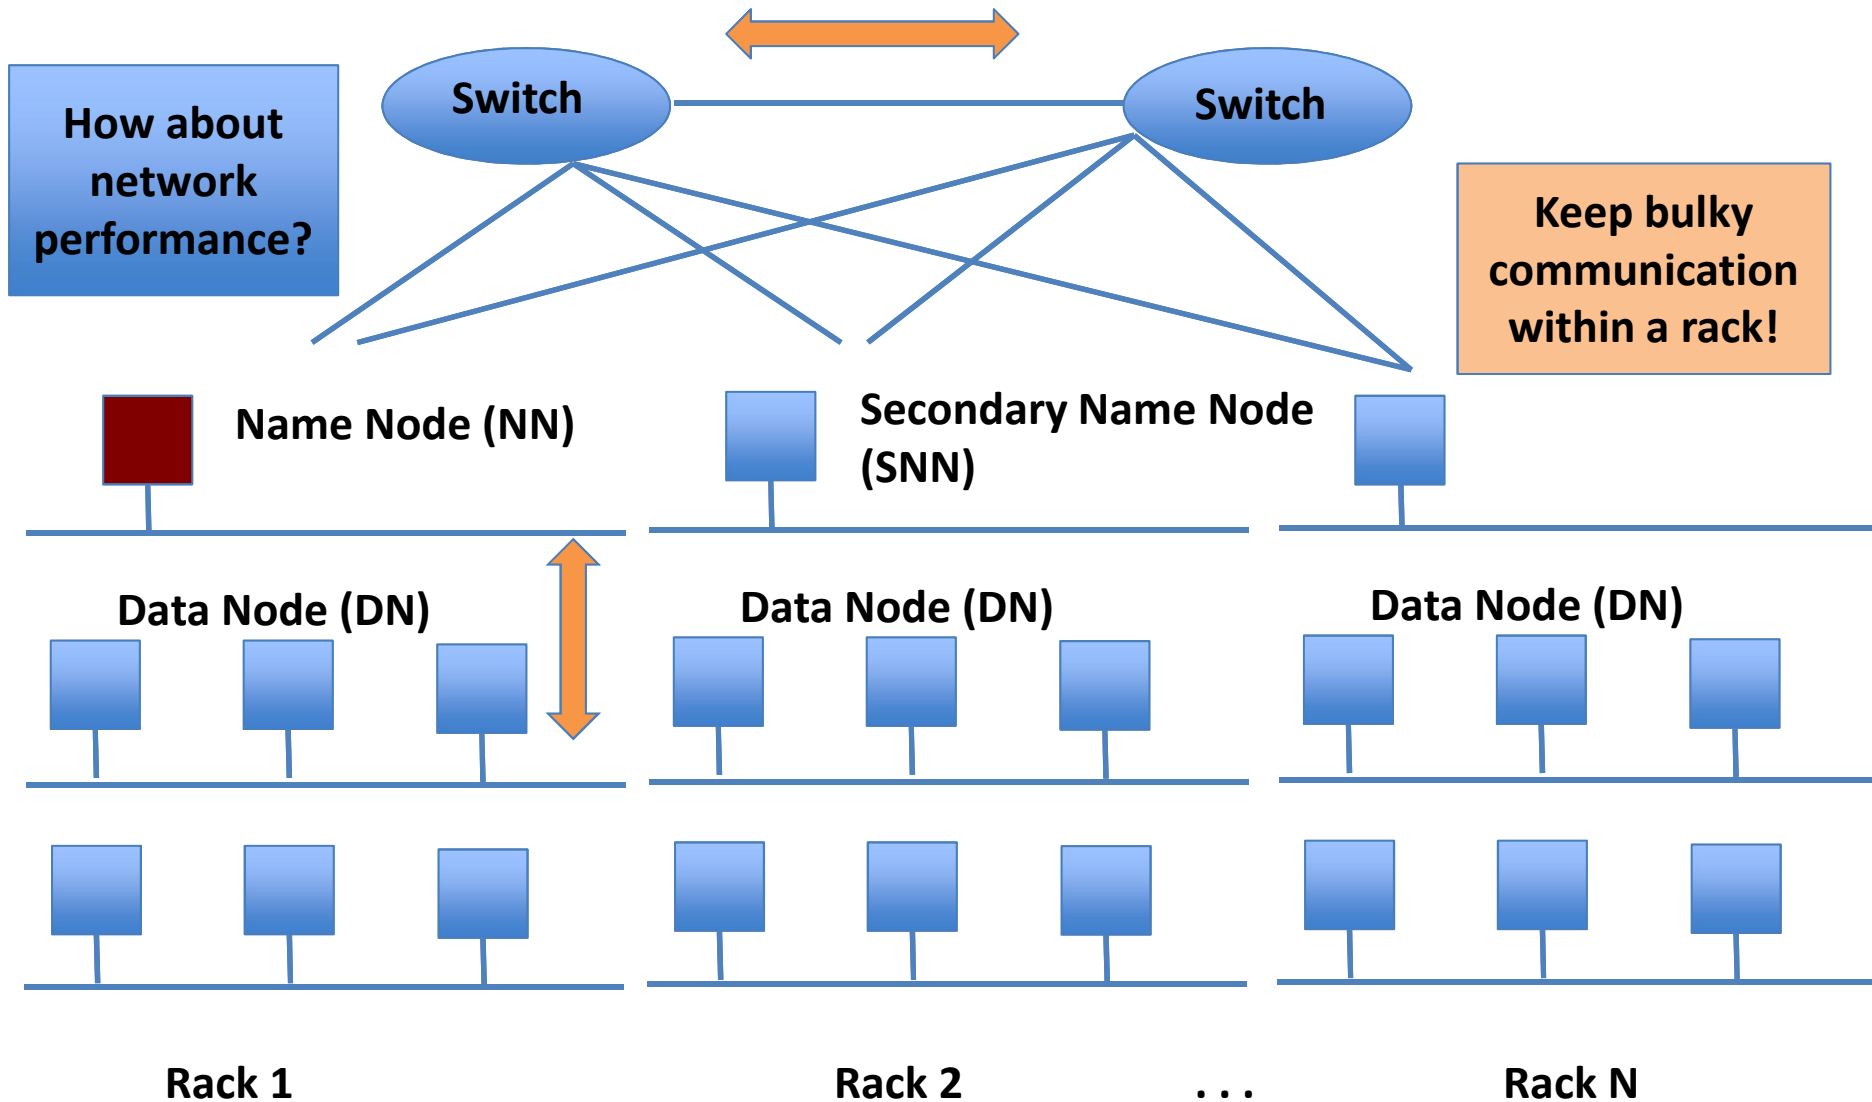 Switch
Switch
How about
network
performance?
Keep bulky
communication
within a rack!
Name Node (NN)
Secondary Name Node
(SNN)
Data Node (DN)
Data Node (DN)
Data Node (DN)
Rack 1
Rack 2
. . .
Rack N